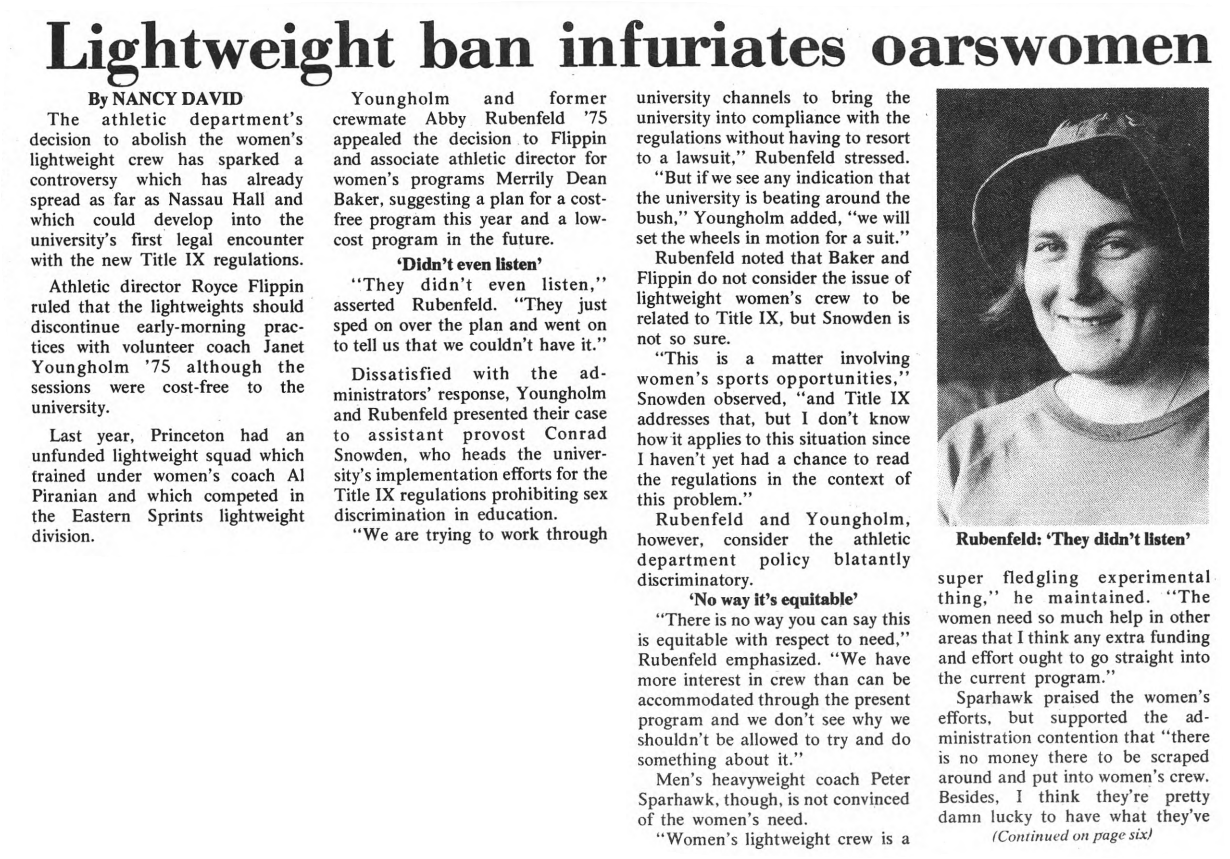 Lightweight ban infuriates oarswomen
By NANCY DAVID
The athletic department's
decision to abolish the women's
lightweight crew has sparked a
controversy which has already
spread as far as Nassau Hall and
which could develop into the
university's first legal encounter
with the new Title IX regulations.
Athletic director Royce Flippin
ruled that the lightweights should
discontinue early-morning prac-
tices with volunteer coach Janet
Youngholm '75 although the
sessions were cost-free to the
university.
Last year, Princeton had an
unfunded lightweight squad which
trained under women's coach Al
Piranian and which competed in
the Eastern Sprints lightweight
division.
Youngholm and former
crewmate Abby Rubenfeld '75
appealed the decision to Flippin
and associate athletic director for
women's programs Merrily Dean
Baker, suggesting a plan for a cost-
free program this year and a low-
cost program in the future.
'Didn't even listen'
"They didn't even listen,"
asserted Rubenfeld. "They just
sped on over the plan and went on
to tell us that we couldn't have it."
Dissatisfied with the ad-
ministrators' response, Youngholm
and Rubenfeld presented their case
to assistant provost Conrad
Snowden, who heads the univer-
sity's implementation efforts for the
Title IX regulations prohibiting sex
discrimination in education.
"We are trying to work through
university channels to bring the
university into compliance with the
regulations without having to resort
to a lawsuit," Rubenfeld stressed.
"But if we see any indication that
the university is beating around the
bush," Youngholm added, "we will
set the wheels in motion for a suit."
Rubenfeld noted that Baker and
Flippin do not consider the issue of
lightweight women's crew to be
related to Title IX, but Snowden is
not so sure.
"This is a matter involving
women's sports opportunities,"
Snowden observed, "and Title IX
addresses that, but I don't know
how it applies to this situation since
I haven't yet had a chance to read
the regulations in the context of
this problem."
Rubenfeld and Youngholm,
however, consider the athletic
department policy blatantly
discriminatory.
'No way it's equitable'
"There is no way you can say this
is equitable with respect to need,"
Rubenfeld emphasized. "We have
more interest in crew than can be
accommodated through the present
program and we don't see why we
shouldn't be allowed to try and do
something about it."
Men's heavyweight coach Peter
Sparhawk, though, is not convinced
of the women's need.
"Women's lightweight crew is a
Rubenfeld: 'They didn't listen'
super fledgling experimental
thing," he maintained. "The
women need so much help in other
areas that I think any extra funding
and effort ought to go straight into
the current program."
Sparhawk praised the women's
efforts, but supported the ad-
ministration contention that "there
is no money there to be scraped
around and put into women's crew.
Besides, I think they're pretty
damn lucky to have what they've
(Continued on page six)